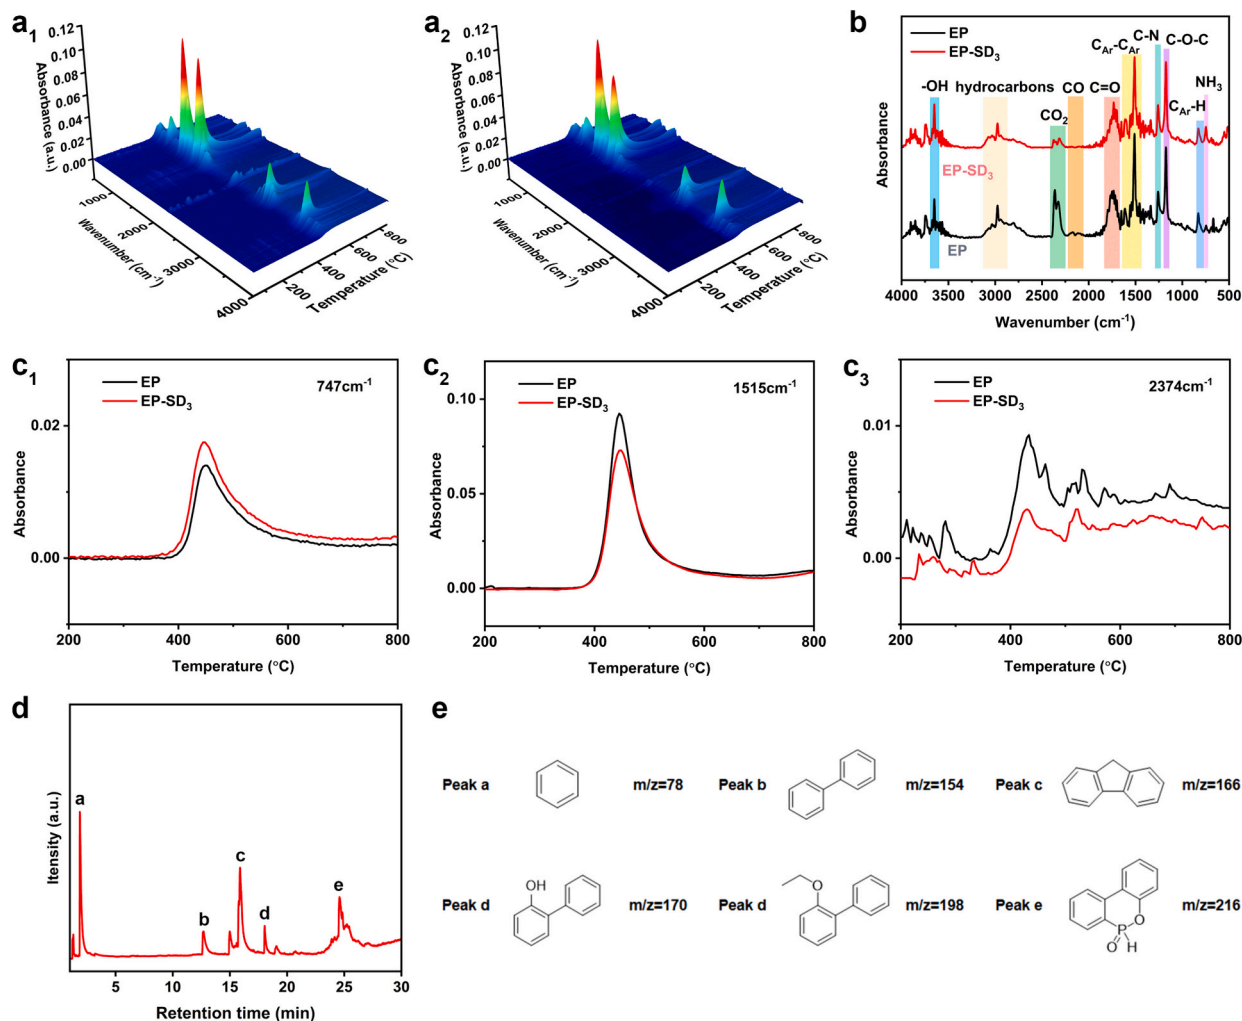 a1
0.12
0.10
0.08
0.06
0.04
0.02
0.00
Absorbance (a.u.)
1000
2000
3000
4000
Wavenumber (cm-1)
200
400
600
800
Temperature (°C)
a2
0.12
0.10
0.08
0.06
0.04
0.02
0.00
Absorbance (a.u.)
1000
2000
3000
4000
Wavenumber (cm-1)
200
400
600
800
Temperature (°C)
b
EP
EP-SD3
-OH
hydrocarbons
CO2
CO
C=O
CAr-CAr
C-N
C-O-C
CAr-H
NH3
EP-SD3
EP
Absorbance
4000 3500 3000 2500 2000 1500 1000 500
Wavenumber (cm-1)
c1
EP
EP-SD3
747cm-1
0.02
0.00
Absorbance
200 400 600 800
Temperature (°C)
c2
EP
EP-SD3
1515cm-1
0.10
0.05
0.00
Absorbance
200 400 600 800
Temperature (°C)
c3
EP
EP-SD3
2374cm-1
0.01
0.00
Absorbance
200 400 600 800
Temperature (°C)
d
a
b
c
d
e
Itensity (a.u.)
5 10 15 20 25 30
Retention time (min)
e
Peak a
m/z=78
Peak b
m/z=154
Peak c
m/z=166
Peak d
OH
m/z=170
Peak d
O
m/z=198
Peak e
O
P
O
H
m/z=216